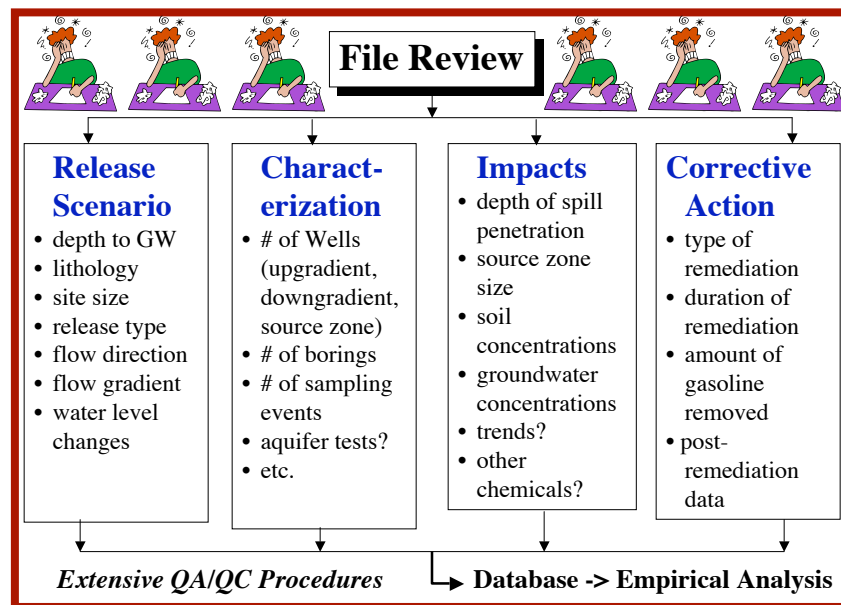 File Review
Release
Scenario
• depth to GW
• lithology
• site size
• release type
• flow direction
• flow gradient
• water level
changes
Charact-
erization
• # of Wells
(upgradient,
downgradient,
source zone)
• # of borings
• # of sampling
events
• aquifer tests?
• etc.
Impacts
• depth of spill
penetration
• source zone
size
• soil
concentrations
• groundwater
concentrations
• trends?
• other
chemicals?
Corrective
Action
• type of
remediation
• duration of
remediation
• amount of
gasoline
removed
• post-
remediation
data
Extensive QA/QC Procedures
Database -> Empirical Analysis